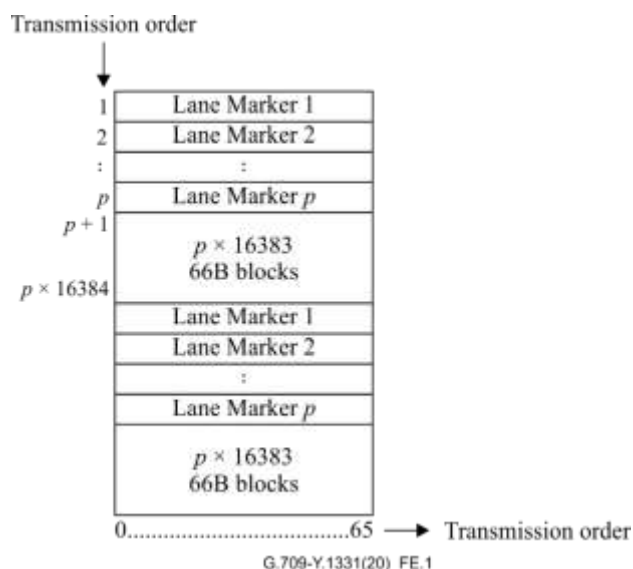 Transmission order
1 Lane Marker 1
2 Lane Marker 2
: :
p Lane Marker p
p + 1
p × 16383
66B blocks
p × 16384
Lane Marker 1
Lane Marker 2
:
Lane Marker p
p × 16383
66B blocks
0....................................65 Transmission order
G.709-Y.1331(20)_FE.1